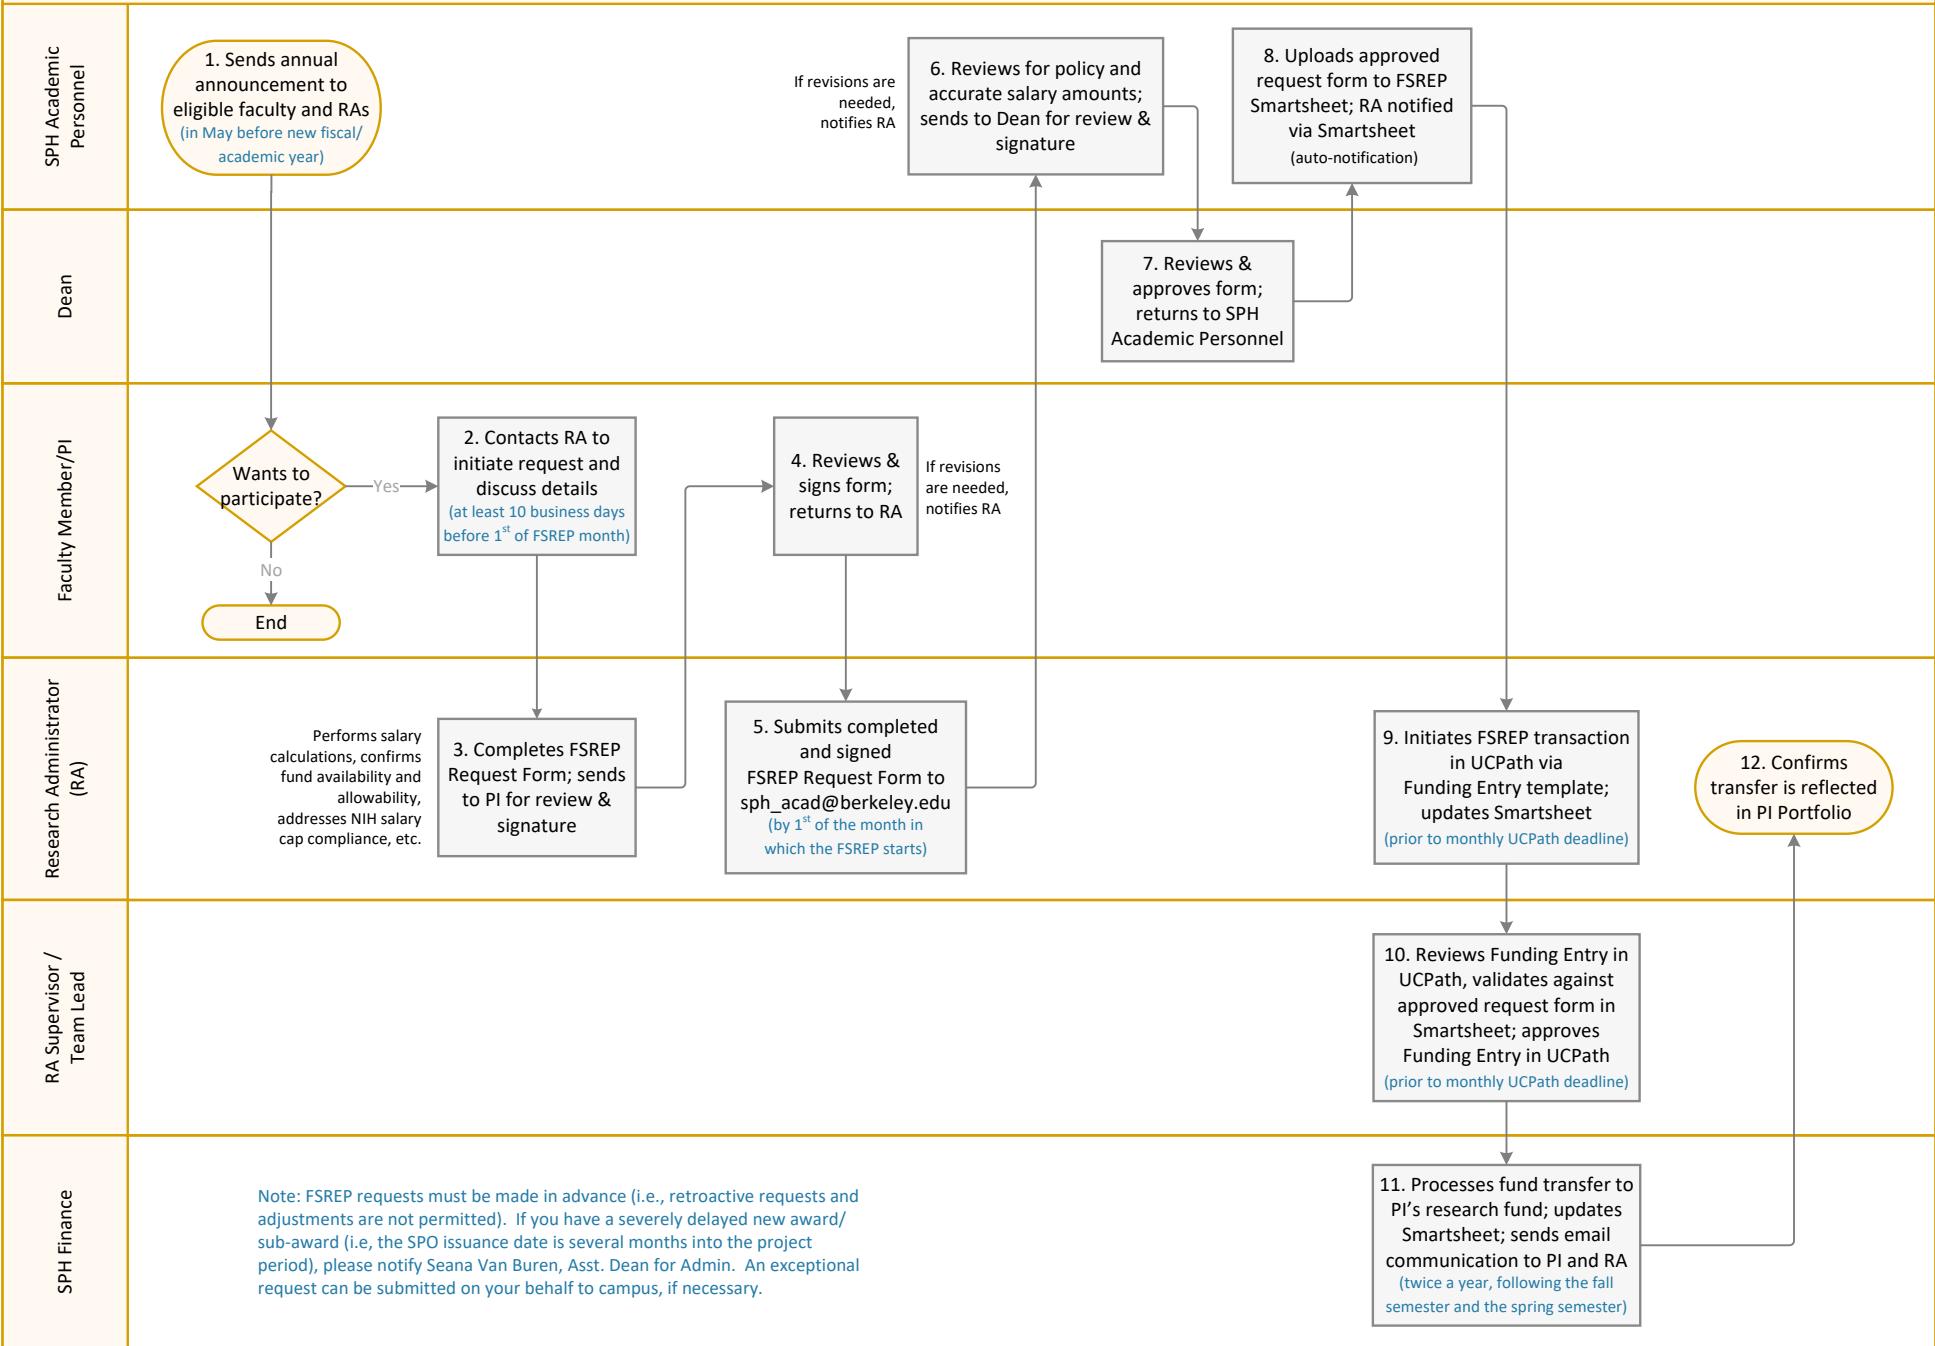 SPH Academic
Personnel
1. Sends annual
announcement to
eligible faculty and RAs
(in May before new fiscal/
academic year)
If revisions are
needed,
notifies RA
6. Reviews for policy and
accurate salary amounts;
sends to Dean for review &
signature
8. Uploads approved
request form to FSREP
Smartsheet; RA notified
via Smartsheet
(auto-notification)
Dean
7. Reviews &
approves form;
returns to SPH
Academic Personnel
Faculty Member/PI
Wants to
participate?
Yes
No
End
2. Contacts RA to
initiate request and
discuss details
(at least 10 business days
before 1st of FSREP month)
4. Reviews &
signs form;
returns to RA
If revisions
are needed,
notifies RA
Research Administrator
(RA)
Performs salary
calculations, confirms
fund availability and
allowability,
addresses NIH salary
cap compliance, etc.
3. Completes FSREP
Request Form; sends
to PI for review &
signature
5. Submits completed
and signed
FSREP Request Form to
sph_acad@berkeley.edu
(by 1st of the month in
which the FSREP starts)
9. Initiates FSREP transaction
in UCPath via
Funding Entry template;
updates Smartsheet
(prior to monthly UCPath deadline)
12. Confirms
transfer is reflected
in PI Portfolio
RA Supervisor /
Team Lead
10. Reviews Funding Entry in
UCPath, validates against
approved request form in
Smartsheet; approves
Funding Entry in UCPath
(prior to monthly UCPath deadline)
SPH Finance
Note: FSREP requests must be made in advance (i.e., retroactive requests and
adjustments are not permitted).  If you have a severely delayed new award/
sub-award (i.e, the SPO issuance date is several months into the project
period), please notify Seana Van Buren, Asst. Dean for Admin.  An exceptional
request can be submitted on your behalf to campus, if necessary.
11. Processes fund transfer to
PI's research fund; updates
Smartsheet; sends email
communication to PI and RA
(twice a year, following the fall
semester and the spring semester)